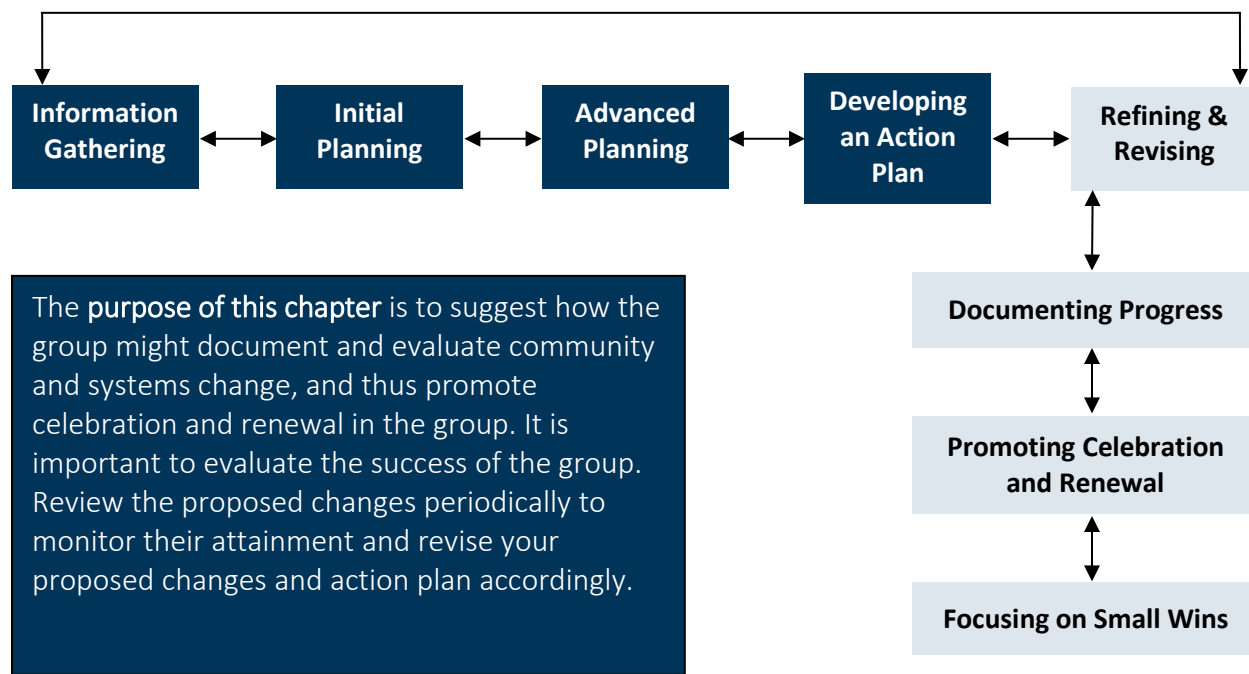 Information
Gathering
Initial
Planning
Advanced
Planning
Developing
an Action
Plan
Refining &
Revising
The purpose of this chapter is to suggest how the
group might document and evaluate community
and systems change, and thus promote
celebration and renewal in the group. It is
important to evaluate the success of the group.
Review the proposed changes periodically to
monitor their attainment and revise your
proposed changes and action plan accordingly.
Documenting Progress
Promoting Celebration
and Renewal
Focusing on Small Wins